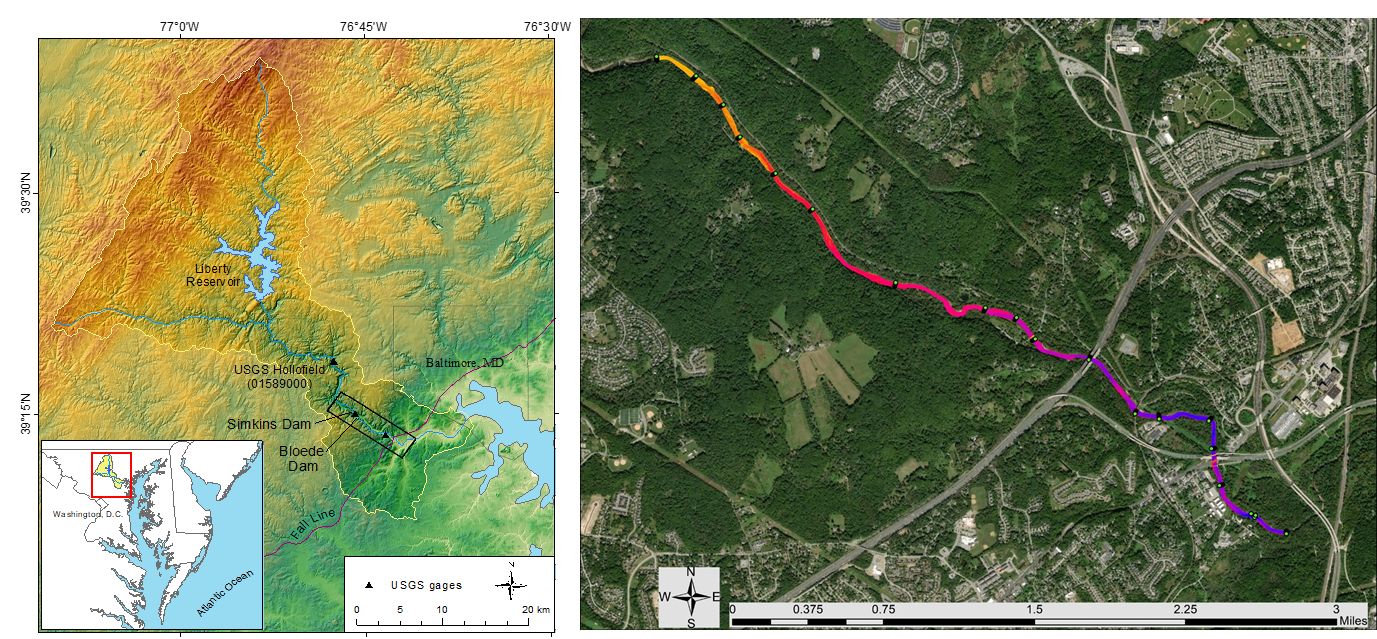 77°0'W 76°45'W 76°30'W
39°30'N
Liberty
Reservoir
Baltimore, MD
USGS Hollofield
(01589000)
39°15'N
Simkins Dam
Bloede
Dam
Fall Line
Washington, D.C.
Atlantic Ocean
N
USGS gages
0 5 10 20 km
N
W E
S
0 0.375 0.75 1.5 2.25 3
Miles